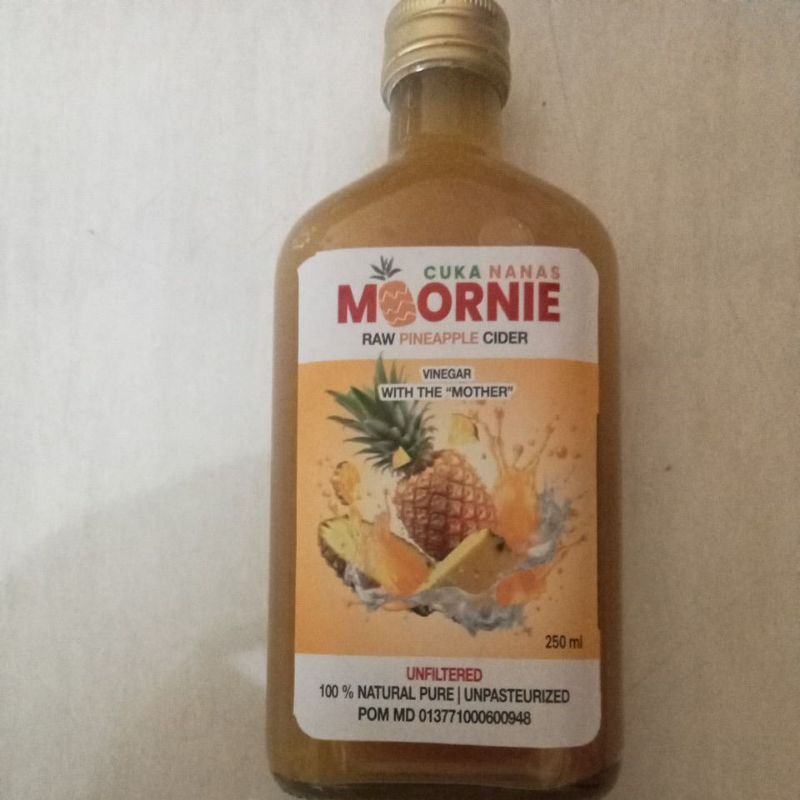 CUKA NANAS
MOORNIE
RAW PINEAPPLE CIDER
VINEGAR
WITH THE “MOTHER”
250 ml
UNFILTERED
100 % NATURAL PURE | UNPASTEURIZED
POM MD 013771000600948